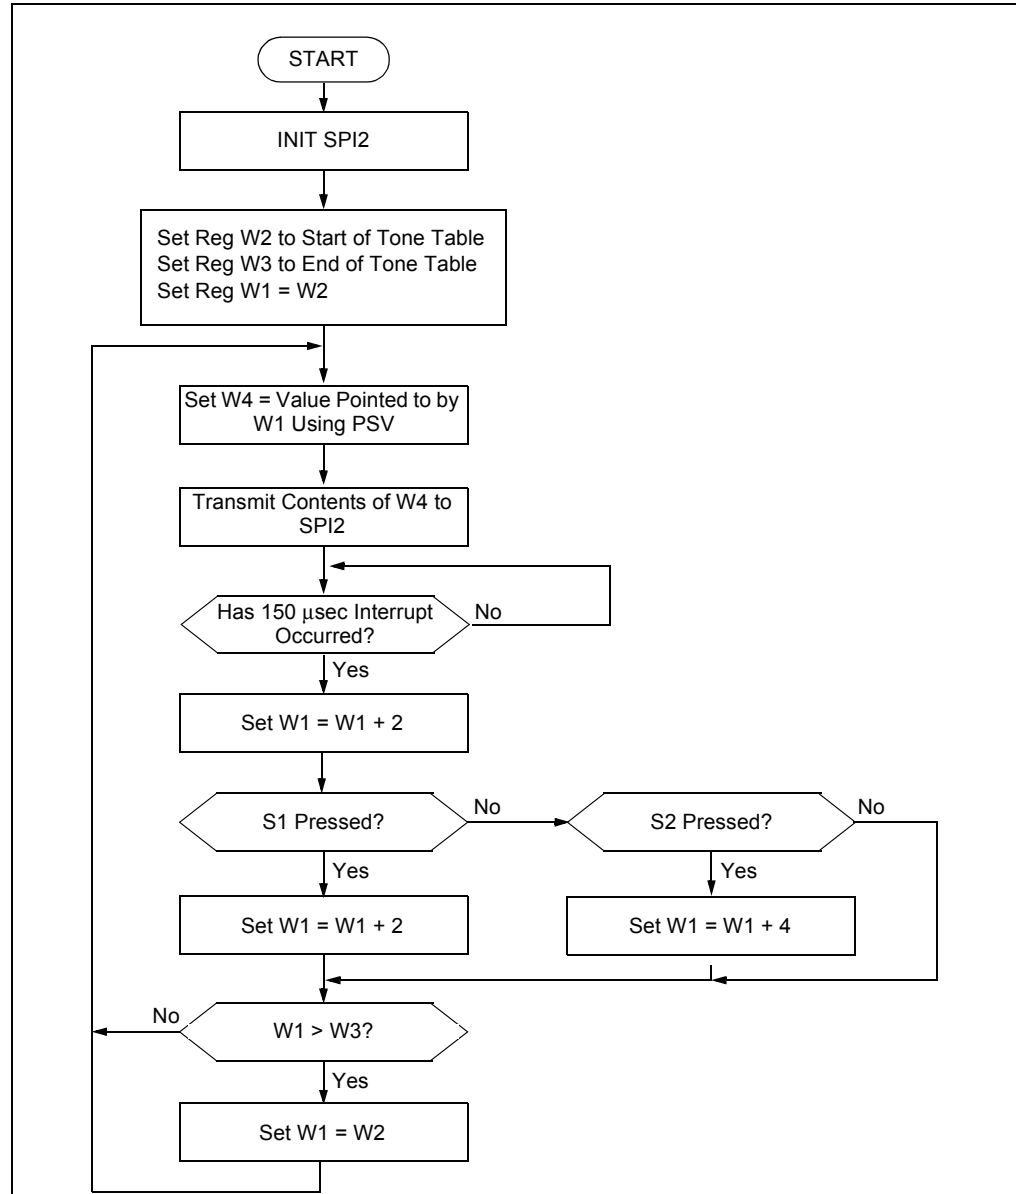 START
INIT SPI2
Set Reg W2 to Start of Tone Table
Set Reg W3 to End of Tone Table
Set Reg W1 = W2
Set W4 = Value Pointed to by
W1 Using PSV
Transmit Contents of W4 to
SPI2
Has 150 μsec Interrupt
Occurred?
No
Yes
Set W1 = W1 + 2
S1 Pressed?
No
S2 Pressed?
No
Yes
Yes
Set W1 = W1 + 2
Set W1 = W1 + 4
No
W1 > W3?
Yes
Set W1 = W2